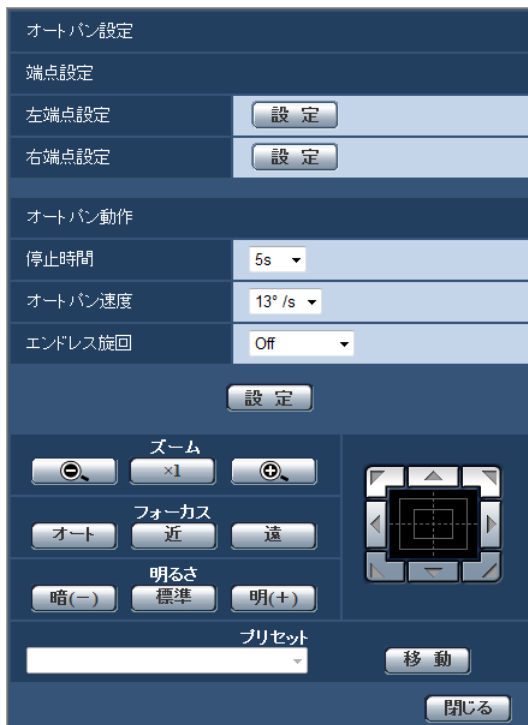 オートパン設定
端点設定
左端点設定 設 定
右端点設定 設 定
オートパン動作
停止時間 5s
オートパン速度 13° /s
エンドレス旋回 Off
設 定
ズーム
×1
フォーカス
オート 近 遠
明るさ
暗(−) 標準 明(+)
プリセット
移 動
閉じる